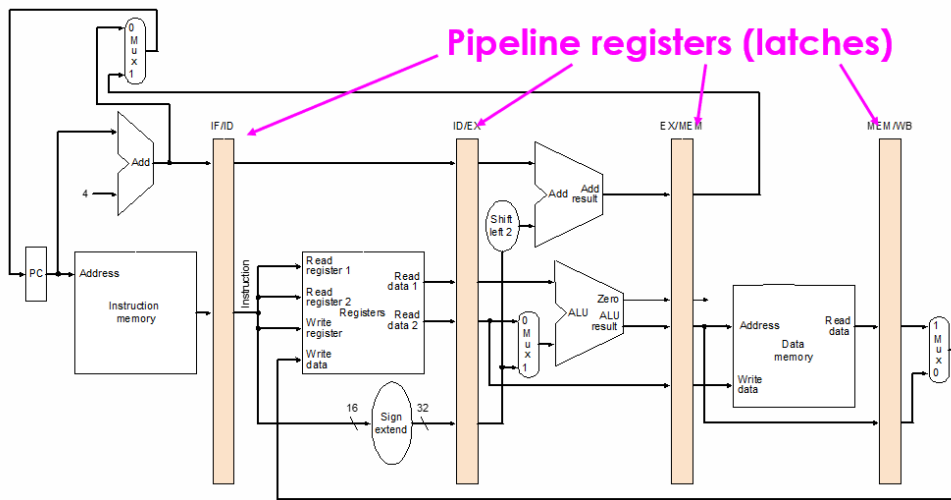 Pipeline registers (latches)
0
M
u
x
1
IF/ID
ID/EX
EX/MEM
MEM/WB
Add
4
Add
Add
result
Shift
left 2
PC
Address
Instruction
memory
Instruction
Read
register 1
Read
register 2
Write
register
Write
data
Registers
Read
data 1
Read
data 2
0
M
u
x
1
Zero
ALU
ALU
result
Address
Read
data
Data
memory
Write
data
1
M
u
x
0
16
Sign
extend
32